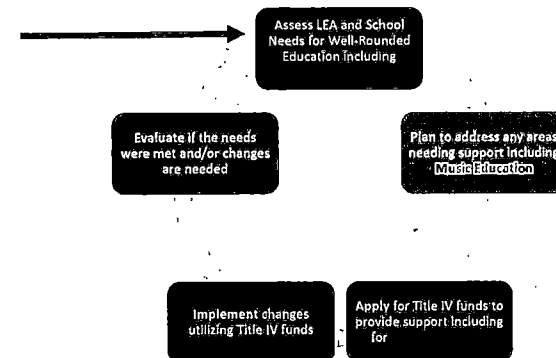 Assess LEA and School
Needs for Well-Rounded
Education Including
Plan to address any areas
needing support including
Music Education
Apply for Title IV funds to
provide support including
for
Implement changes
utilizing Title IV funds
Evaluate if the needs
were met and/or changes
are needed